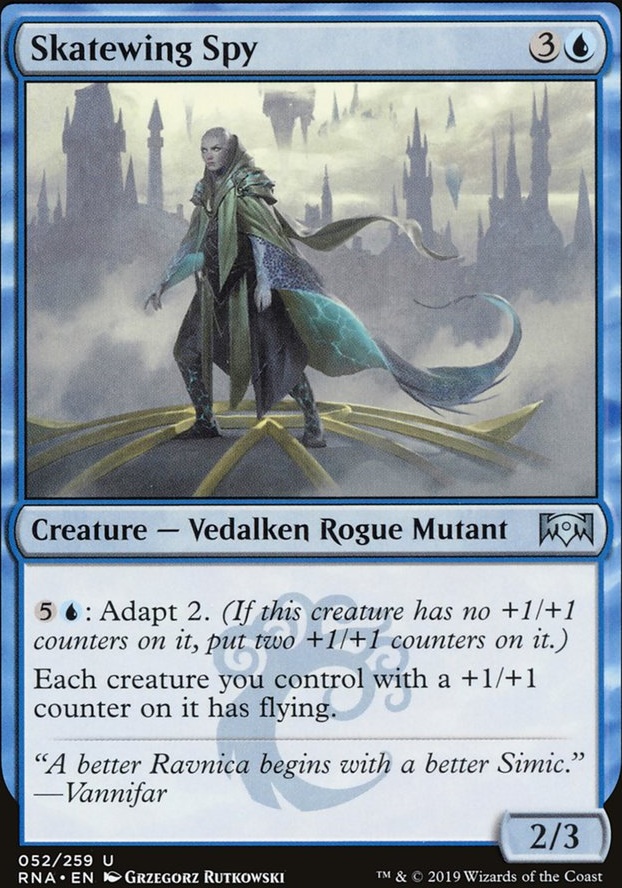 Skatewing Spy 3
Creature — Vedalken Rogue Mutant
5: Adapt 2. (If this creature has no +1/+1
counters on it, put two +1/+1 counters on it.)
Each creature you control with a +1/+1
counter on it has flying.
“A better Ravnica begins with a better Simic.”
—Vannifar
2/3
052/259 U
RNA • EN Grzegorz Rutkowski
™ & © 2019 Wizards of the Coast